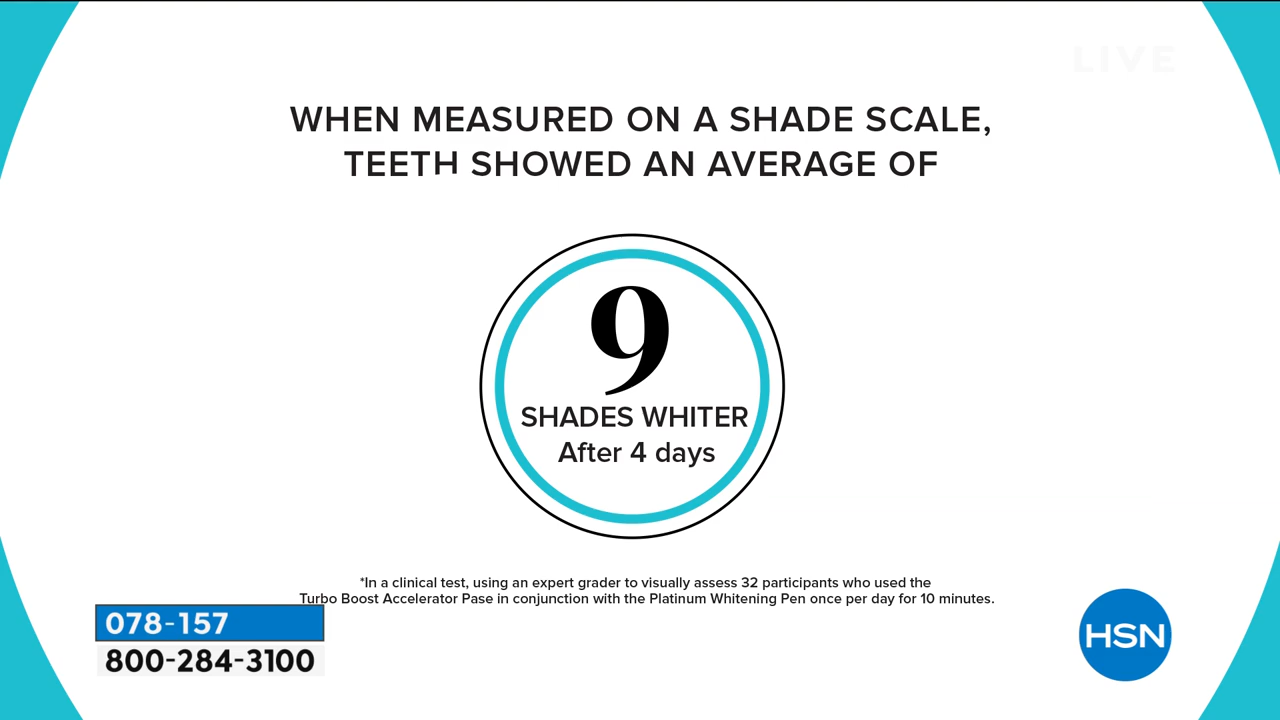 LIVE
WHEN MEASURED ON A SHADE SCALE,
TEETH SHOWED AN AVERAGE OF
9
SHADES WHITER
After 4 days
*In a clinical test, using an expert grader to visually assess 32 participants who used the
Turbo Boost Accelerator Pase in conjunction with the Platinum Whitening Pen once per day for 10 minutes.
078-157
800-284-3100
HSN